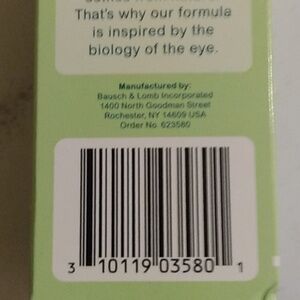 That's why our formula
is inspired by the
biology of the eye.
Manufactured by:
Bausch & Lomb Incorporated
1400 North Goodman Street
Rochester, NY 14609 USA
Order No. 623580
3 10119 03580 1